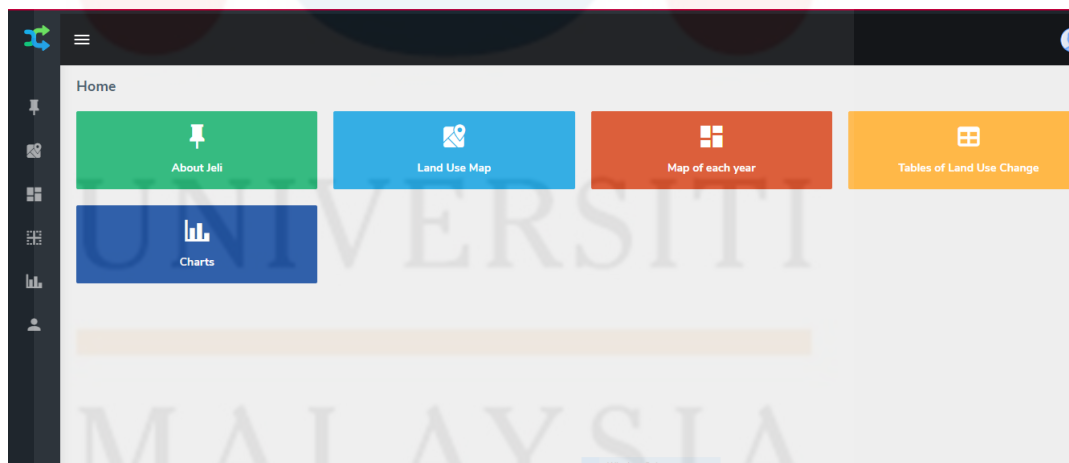 Home
About Jeli
Land Use Map
Map of each year
Tables of Land Use Change
Charts
UNIVERSITI
MALAYSIA